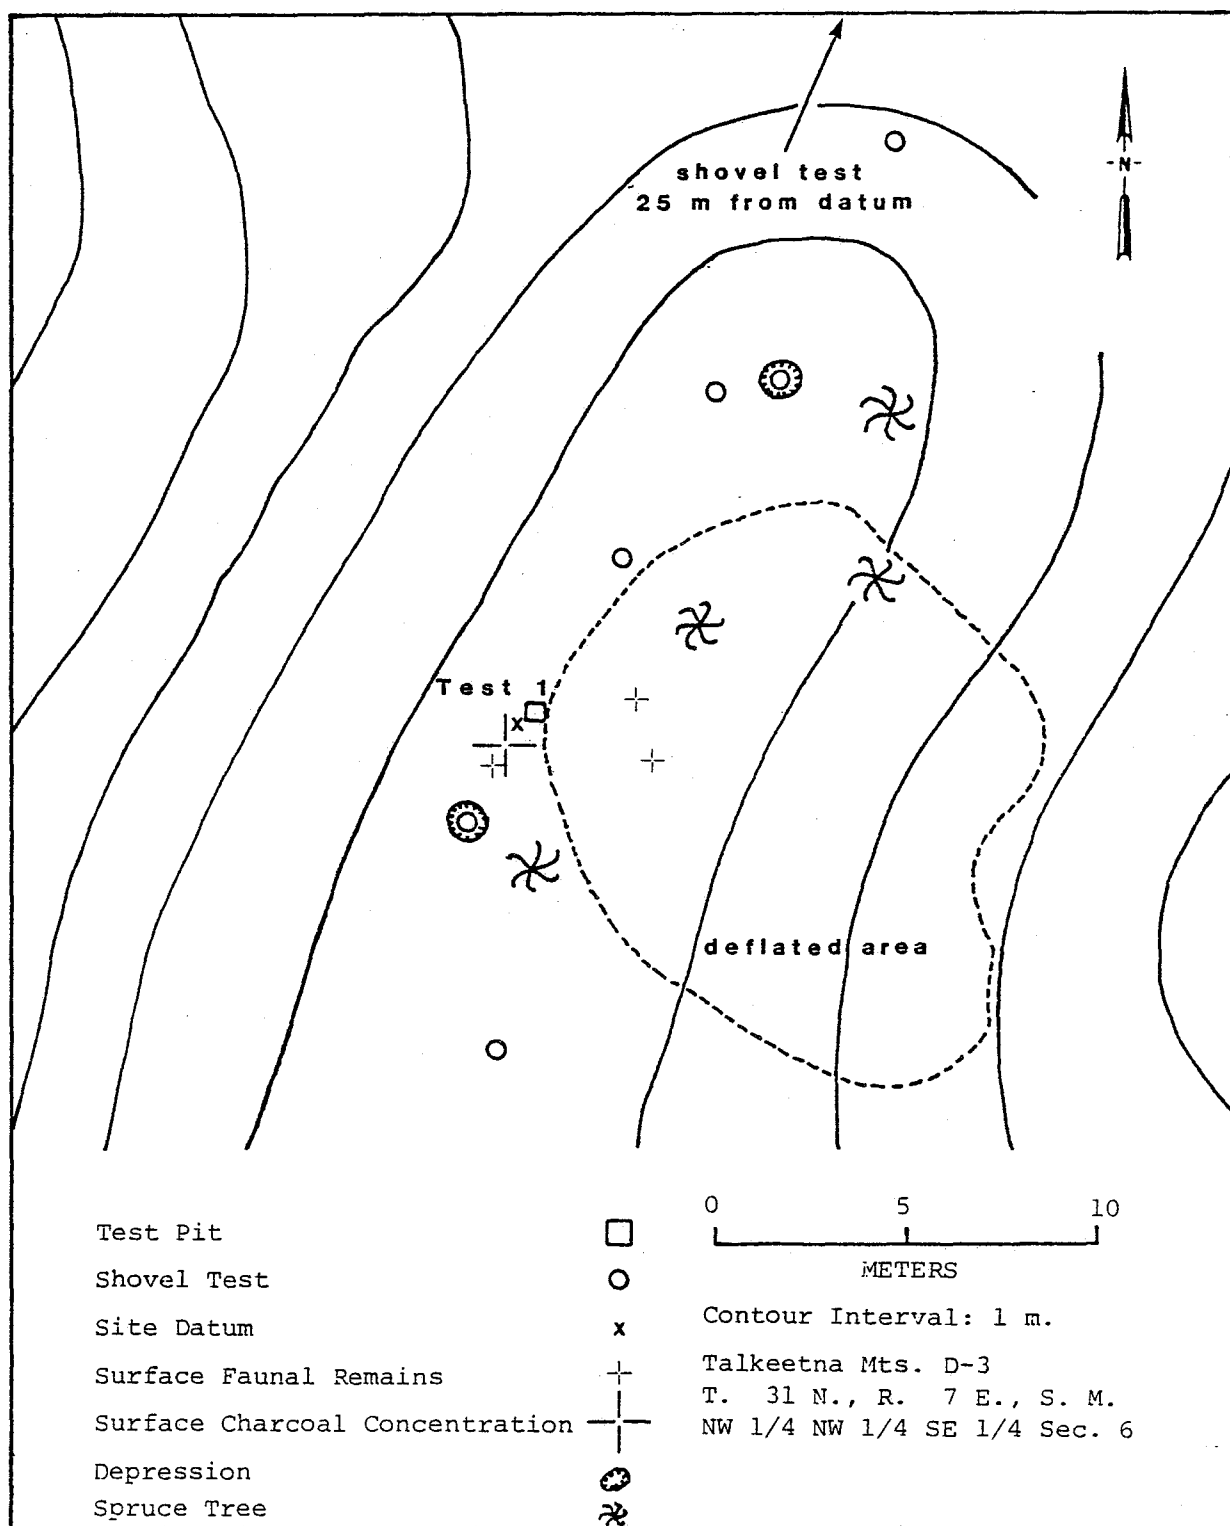 shovel test
25 m from datum
-N-
Test 1
x
deflated area
0 5 10
METERS
Test Pit
Shovel Test
Site Datum x
Surface Faunal Remains
Surface Charcoal Concentration
Depression
Spruce Tree
Contour Interval: 1 m.
Talkeetna Mts. D-3
T. 31 N., R. 7 E., S. M.
NW 1/4 NW 1/4 SE 1/4 Sec. 6